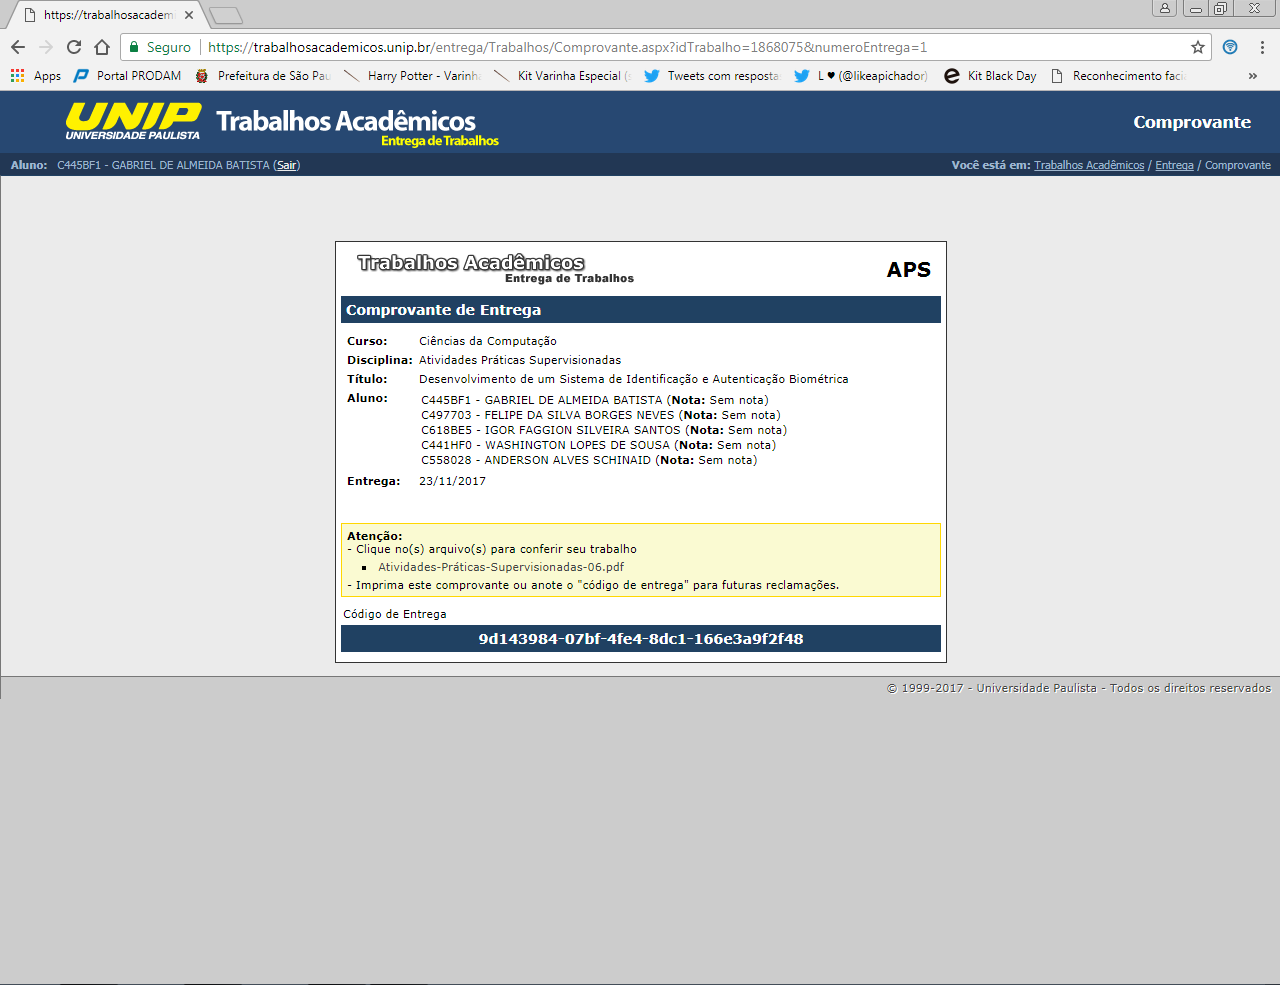 https://trabalhosacadem
Seguro https://trabalhosacademicos.unip.br/entrega/Trabalhos/Comprovante.aspx?idTrabalho=1868075&numeroEntrega=1
Apps Portal PRODAM Prefeitura de São Pau Harry Potter - Varinha Kit Varinha Especial (s Tweets com resposta L ♥ (@likeapichador) Kit Black Day Reconhecimento facia »
UNIP
UNIVERSIDADE PAULISTA
Trabalhos Acadêmicos
Entrega de Trabalhos
Comprovante
Aluno: C445BF1 - GABRIEL DE ALMEIDA BATISTA (Sair) Você está em: Trabalhos Acadêmicos / Entrega / Comprovante
Trabalhos Acadêmicos
Entrega de Trabalhos
APS
Comprovante de Entrega
Curso: Ciências da Computação
Disciplina: Atividades Práticas Supervisionadas
Título: Desenvolvimento de um Sistema de Identificação e Autenticação Biométrica
Aluno: C445BF1 - GABRIEL DE ALMEIDA BATISTA (Nota: Sem nota)
C497703 - FELIPE DA SILVA BORGES NEVES (Nota: Sem nota)
C618BE5 - IGOR FAGGION SILVEIRA SANTOS (Nota: Sem nota)
C441HF0 - WASHINGTON LOPES DE SOUSA (Nota: Sem nota)
C558028 - ANDERSON ALVES SCHINAID (Nota: Sem nota)
Entrega: 23/11/2017
Atenção:
- Clique no(s) arquivo(s) para conferir seu trabalho
Atividades-Práticas-Supervisionadas-06.pdf
- Imprima este comprovante ou anote o "código de entrega" para futuras reclamações.
Código de Entrega
9d143984-07bf-4fe4-8dc1-166e3a9f2f48
© 1999-2017 - Universidade Paulista - Todos os direitos reservados